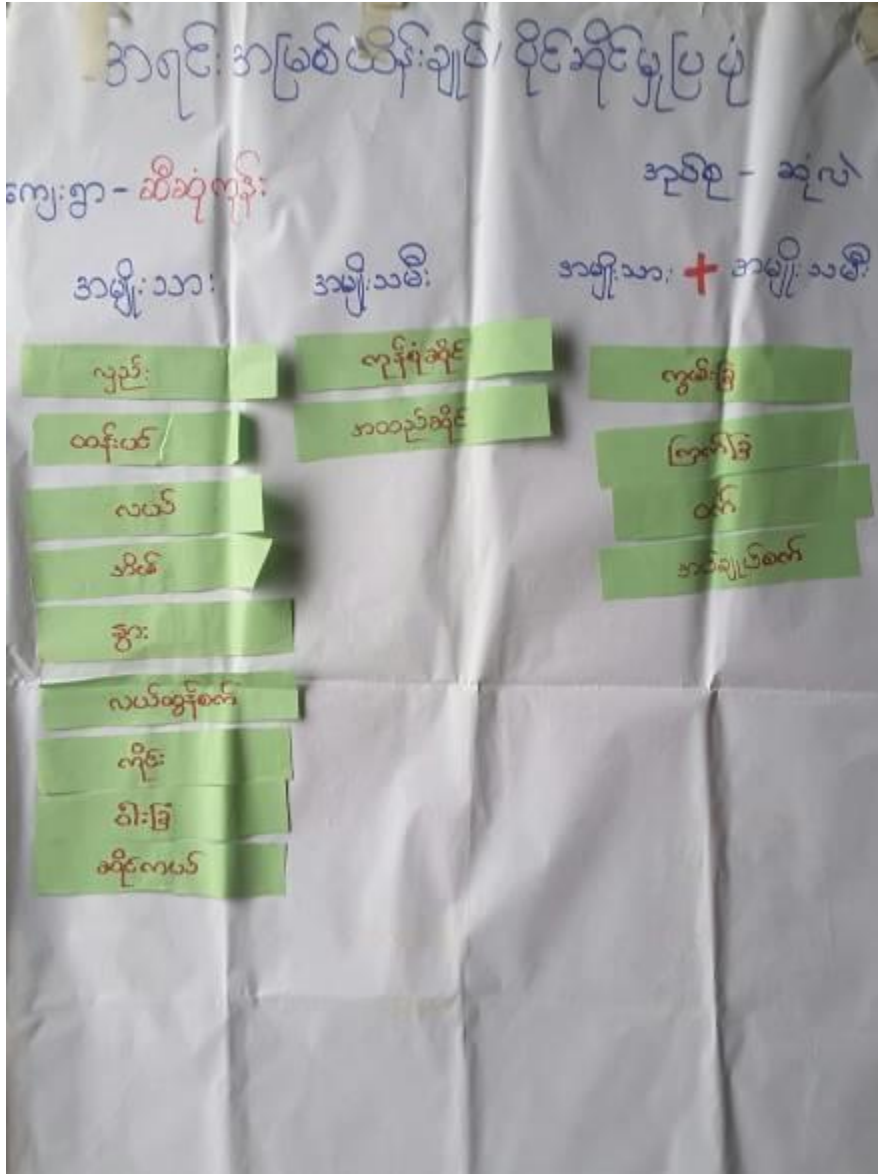 အရင်းအမြစ်ထိန်းချုပ်/ပိုင်ဆိုင်မှုပြပုံ
ကျေးရွာ - ဆီဆုံကုန်း
အုပ်စု - ဆုံလဲ
အမျိုးသား
လှည်း
ထန်းပင်
လယ်
အိမ်
နွား
လယ်ထွန်စက်
ကိုင်း
ဝါးခြံ
ဆိုင်ကယ်
အမျိုးသမီး
ကုန်စုံဆိုင်
အထည်ဆိုင်
အမျိုးသား + အမျိုးသမီး
ကွမ်းခြံ
ကြက်ခြံ
ဝက်
အပ်ချုပ်စက်